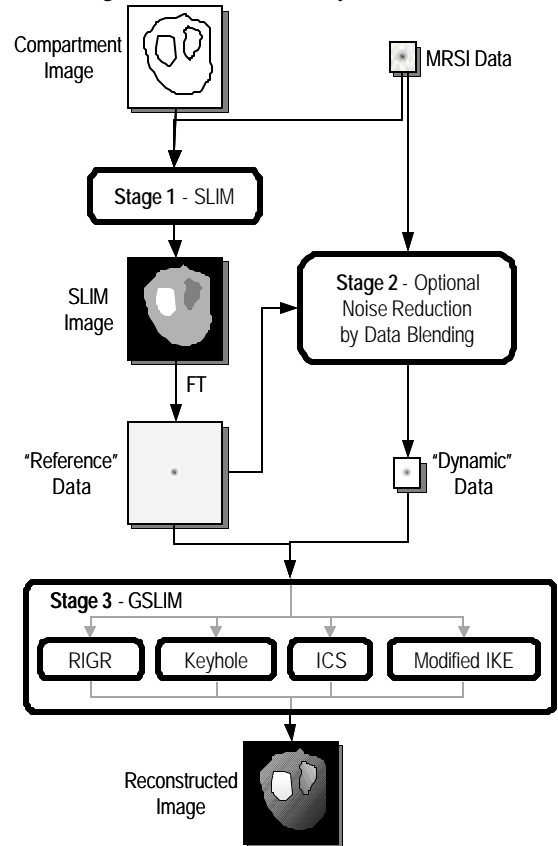 Compartment
Image
MRSI Data
Stage 1 - SLIM
SLIM
Image
Stage 2 - Optional
Noise Reduction
by Data Blending
FT
"Reference"
Data
"Dynamic"
Data
Stage 3 - GSLIM
RIGR
Keyhole
ICS
Modified IKE
Reconstructed
Image